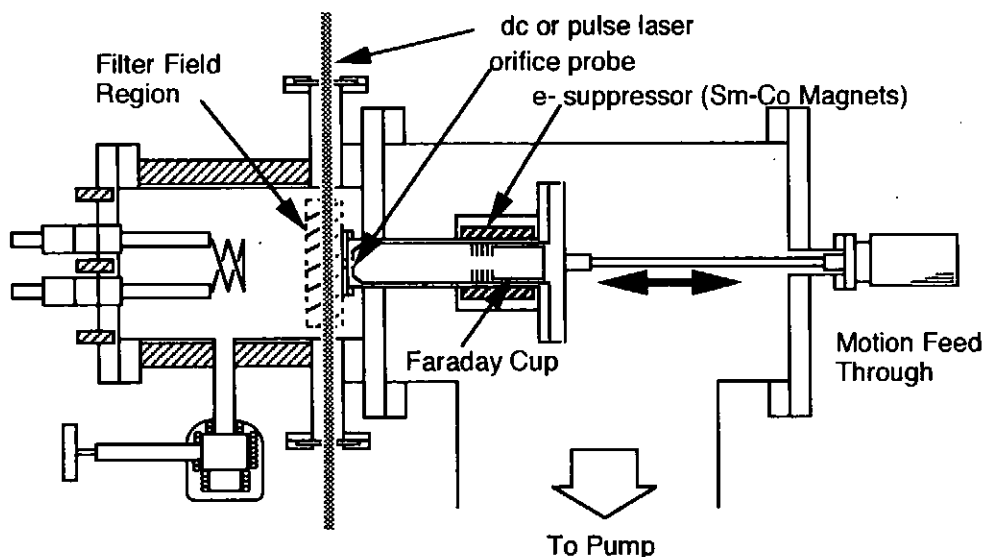 dc or pulse laser
orifice probe
e- suppressor (Sm-Co Magnets)
Filter Field
Region
Faraday Cup
Motion Feed
Through
To Pump